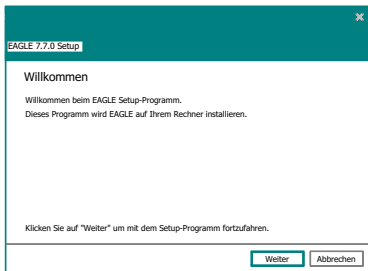 EAGLE 7.7.0 Setup
Willkommen
Willkommen beim EAGLE Setup-Programm.
Dieses Programm wird EAGLE auf Ihrem Rechner installieren.
Klicken Sie auf "Weiter" um mit dem Setup-Programm fortzufahren.
Weiter
Abbrechen